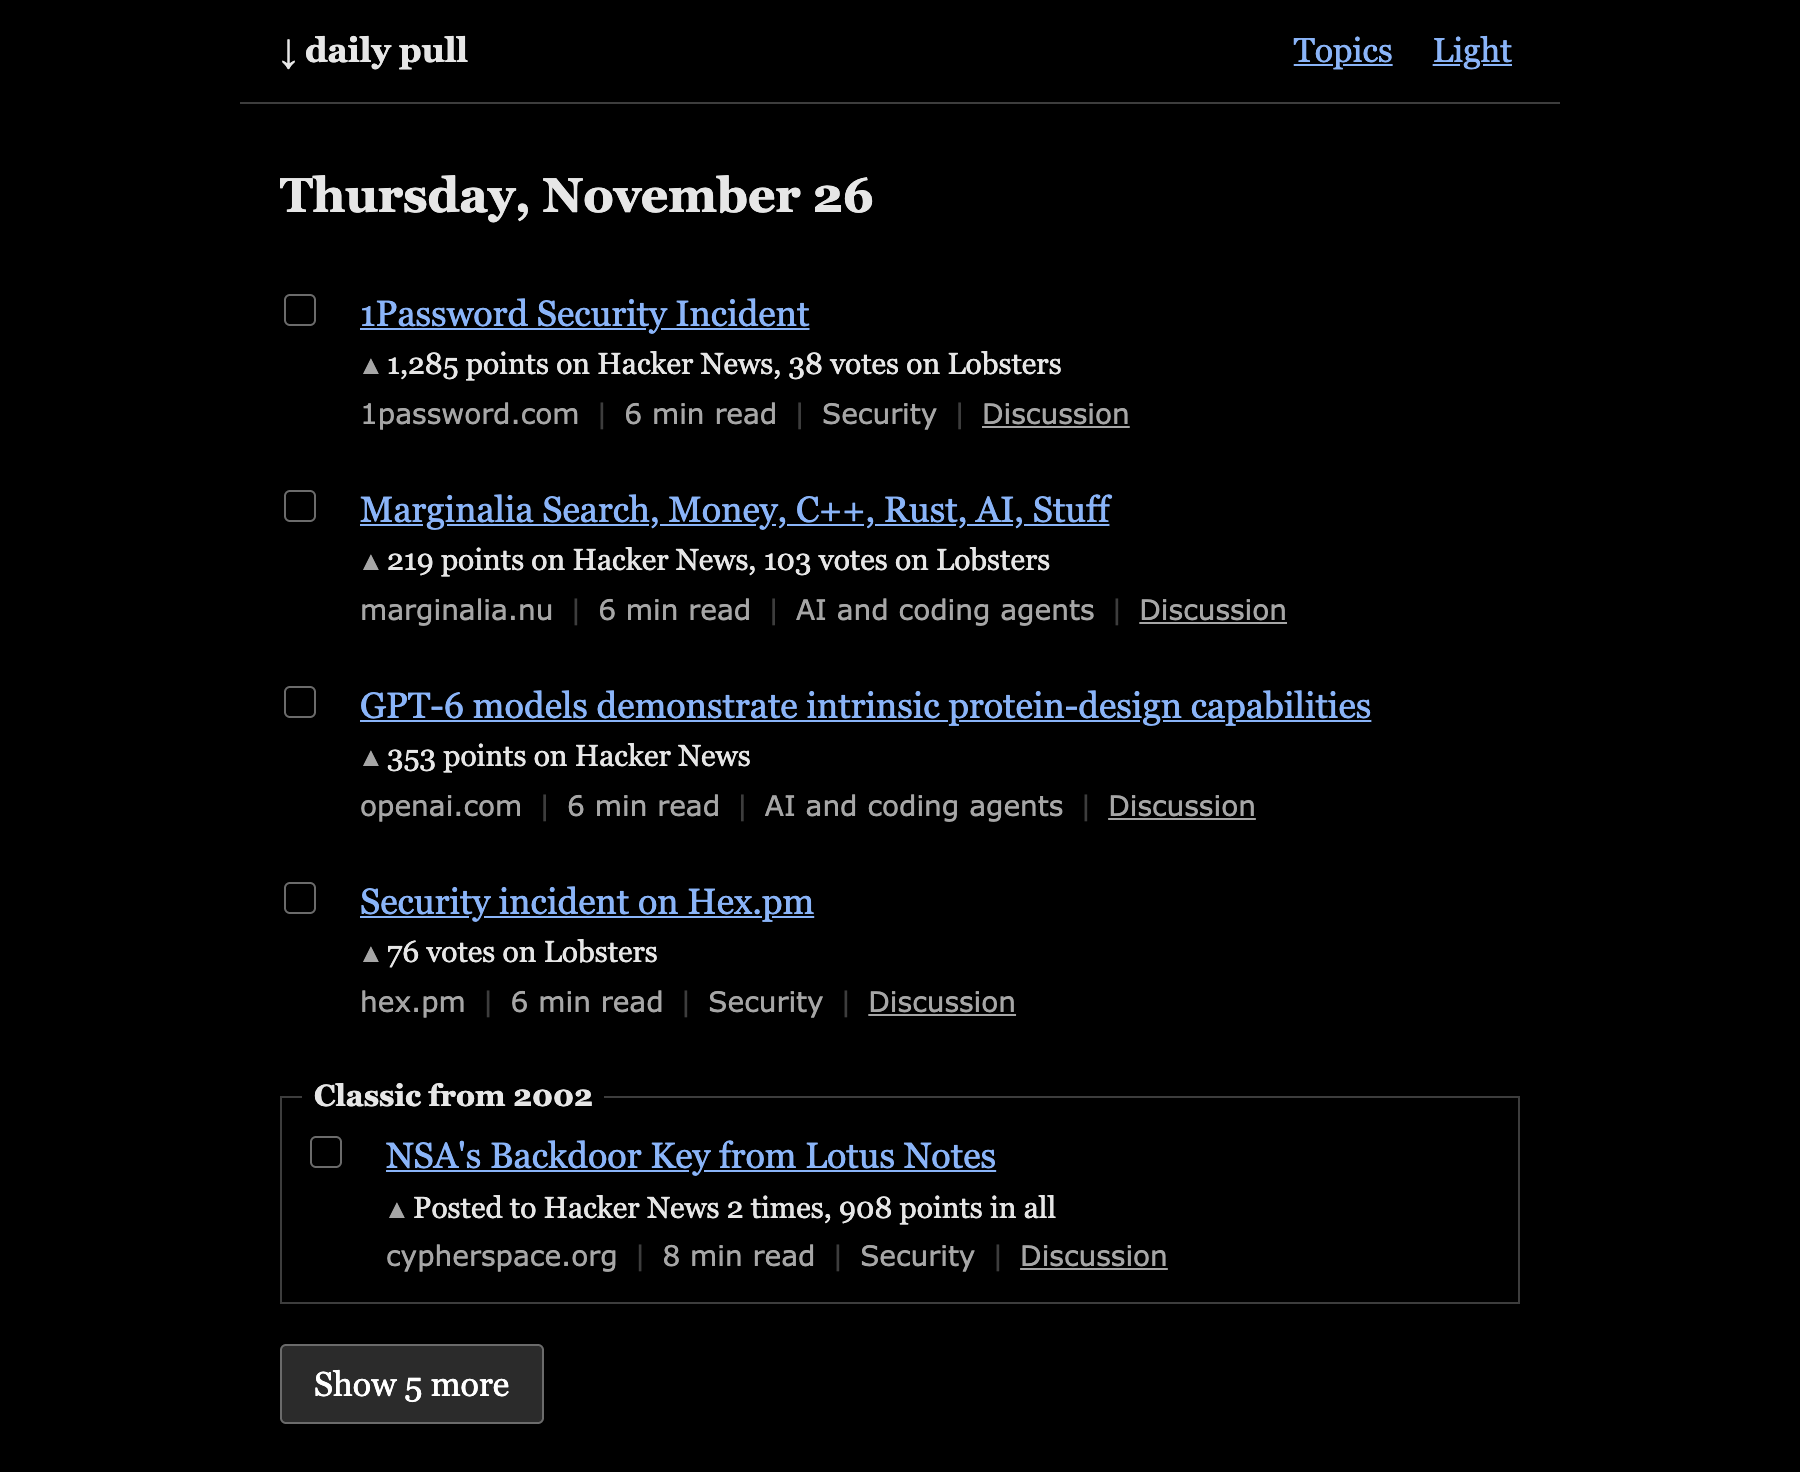 ↓ daily pull
Topics Light
Thursday, November 26
1Password Security Incident
▲ 1,285 points on Hacker News, 38 votes on Lobsters
1password.com | 6 min read | Security | Discussion
Marginalia Search, Money, C++, Rust, AI, Stuff
▲ 219 points on Hacker News, 103 votes on Lobsters
marginalia.nu | 6 min read | AI and coding agents | Discussion
GPT-6 models demonstrate intrinsic protein-design capabilities
▲ 353 points on Hacker News
openai.com | 6 min read | AI and coding agents | Discussion
Security incident on Hex.pm
▲ 76 votes on Lobsters
hex.pm | 6 min read | Security | Discussion
Classic from 2002
NSA's Backdoor Key from Lotus Notes
▲ Posted to Hacker News 2 times, 908 points in all
cypherspace.org | 8 min read | Security | Discussion
Show 5 more